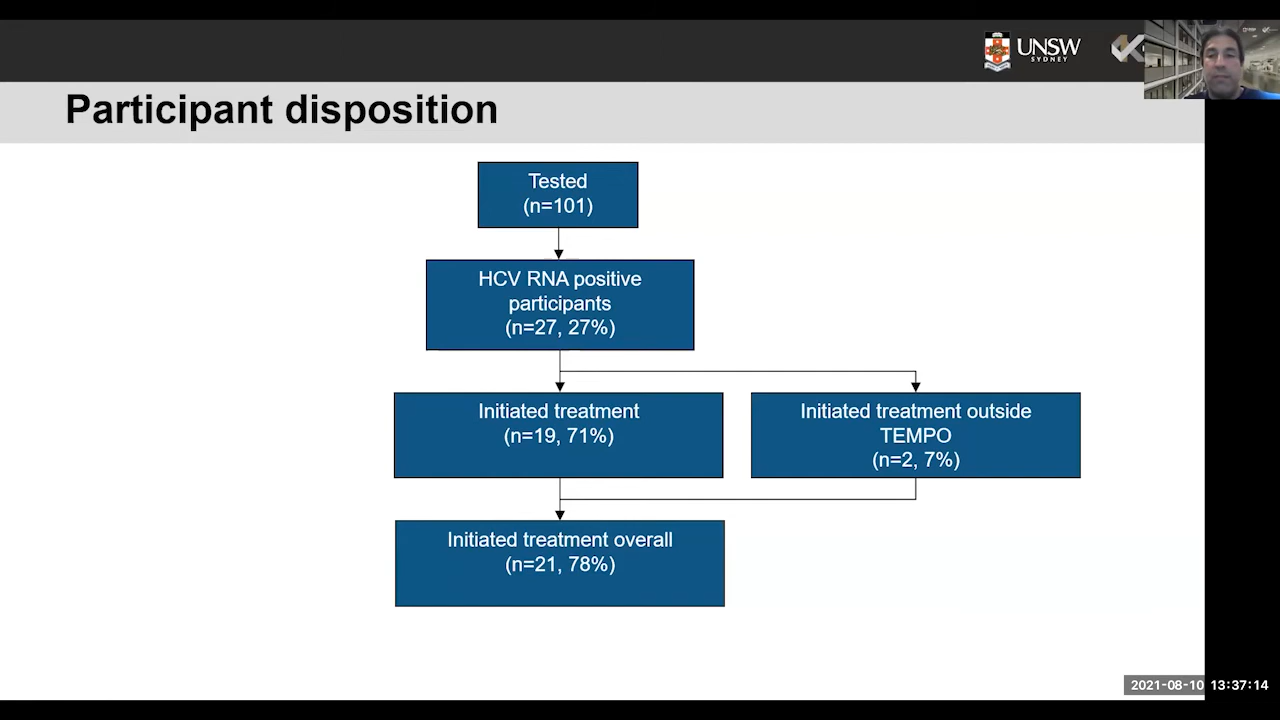 UNSW
SYDNEY
Participant disposition
Tested
(n=101)
HCV RNA positive
participants
(n=27, 27%)
Initiated treatment
(n=19, 71%)
Initiated treatment outside
TEMPO
(n=2, 7%)
Initiated treatment overall
(n=21, 78%)
2021-08-10 13:37:14